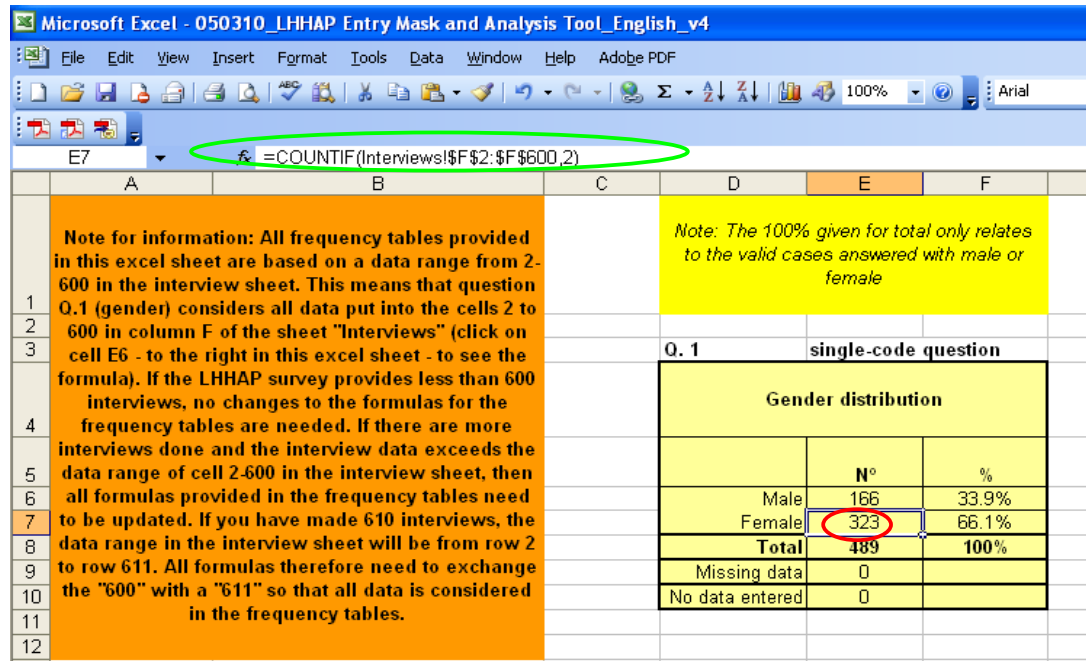 Microsoft Excel - 050310_LHHAP Entry Mask and Analysis Tool_English_v4
File Edit View Insert Format Tools Data Window Help Adobe PDF
100% Arial
E7 fx =COUNTIF(Interviews!$F$2:$F$600,2)
A B C D E F
Note for information: All frequency tables provided
in this excel sheet are based on a data range from 2-
600 in the interview sheet. This means that question
Q.1 (gender) considers all data put into the cells 2 to
600 in column F of the sheet "Interviews" (click on
cell E6 - to the right in this excel sheet - to see the
formula). If the LHHAP survey provides less than 600
interviews, no changes to the formulas for the
frequency tables are needed. If there are more
interviews done and the interview data exceeds the
data range of cell 2-600 in the interview sheet, then
all formulas provided in the frequency tables need
to be updated. If you have made 610 interviews, the
data range in the interview sheet will be from row 2
to row 611. All formulas therefore need to exchange
the "600" with a "611" so that all data is considered
in the frequency tables.
Note: The 100% given for total only relates
to the valid cases answered with male or
female
1
2
3 Q. 1 single-code question
4 Gender distribution
5 N° %
6 Male 166 33.9%
7 Female 323 66.1%
8 Total 489 100%
9 Missing data 0
10 No data entered 0
11
12